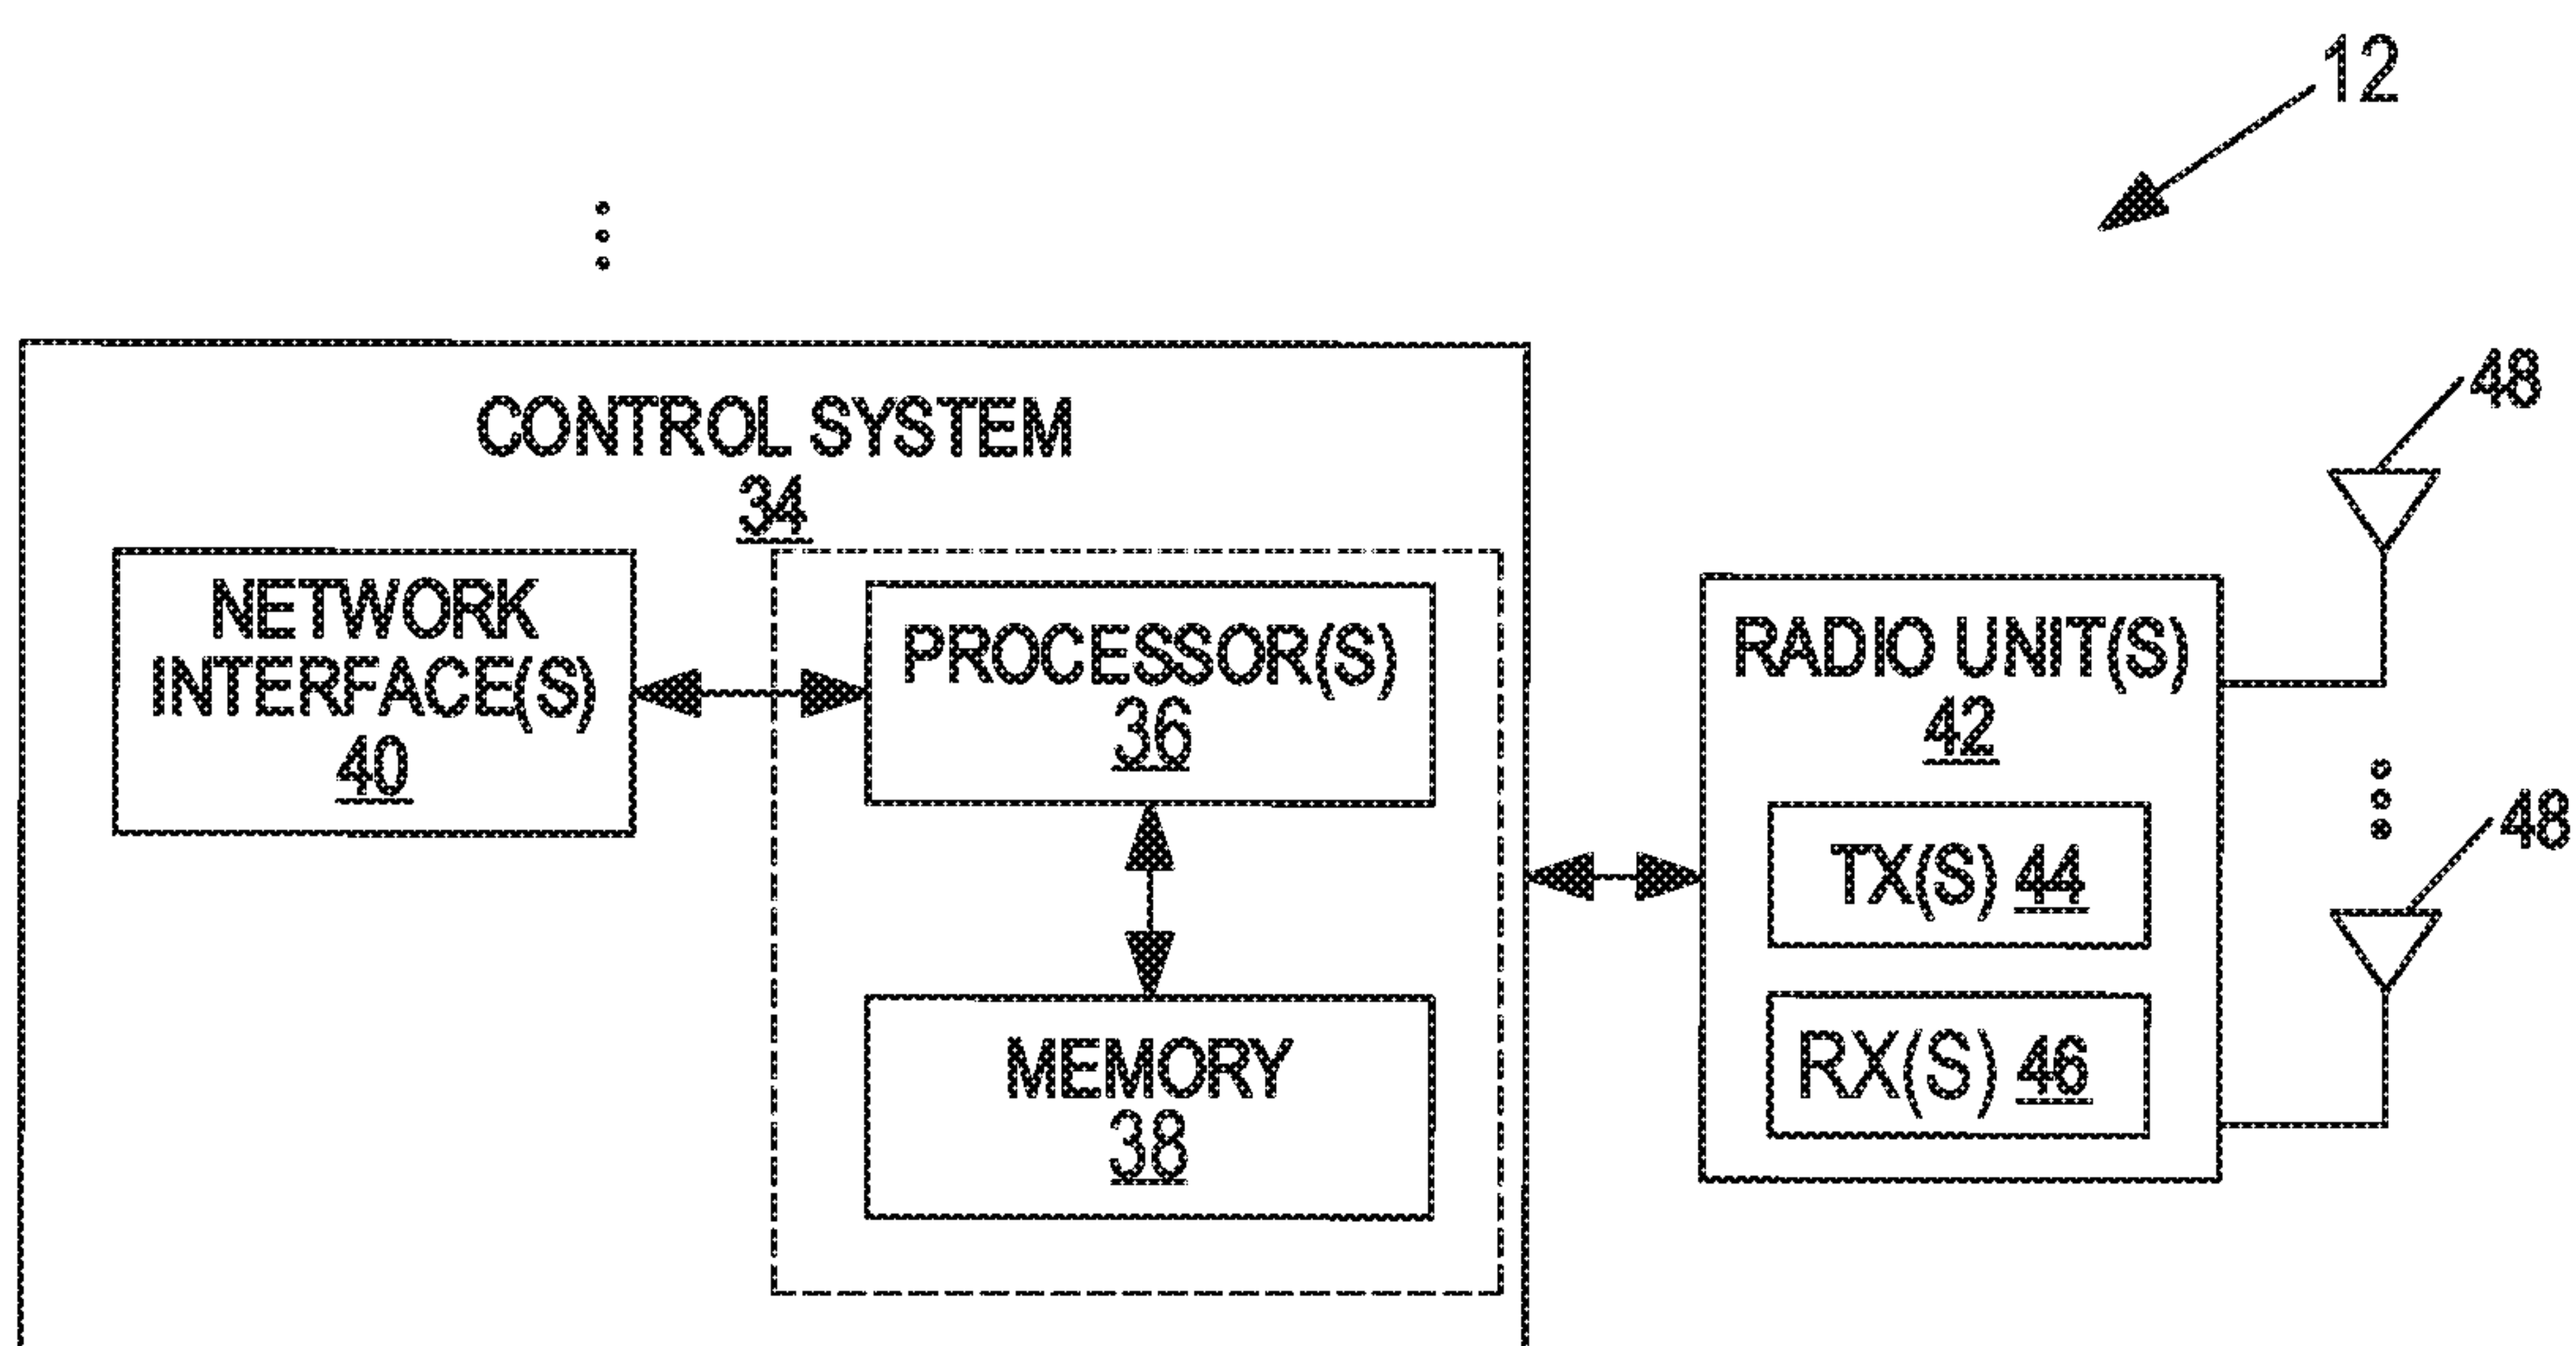 12
CONTROL SYSTEM
34
NETWORK
INTERFACE(S)
40
PROCESSOR(S)
36
MEMORY
38
RADIO UNIT(S)
42
TX(S) 44
RX(S) 46
48
48